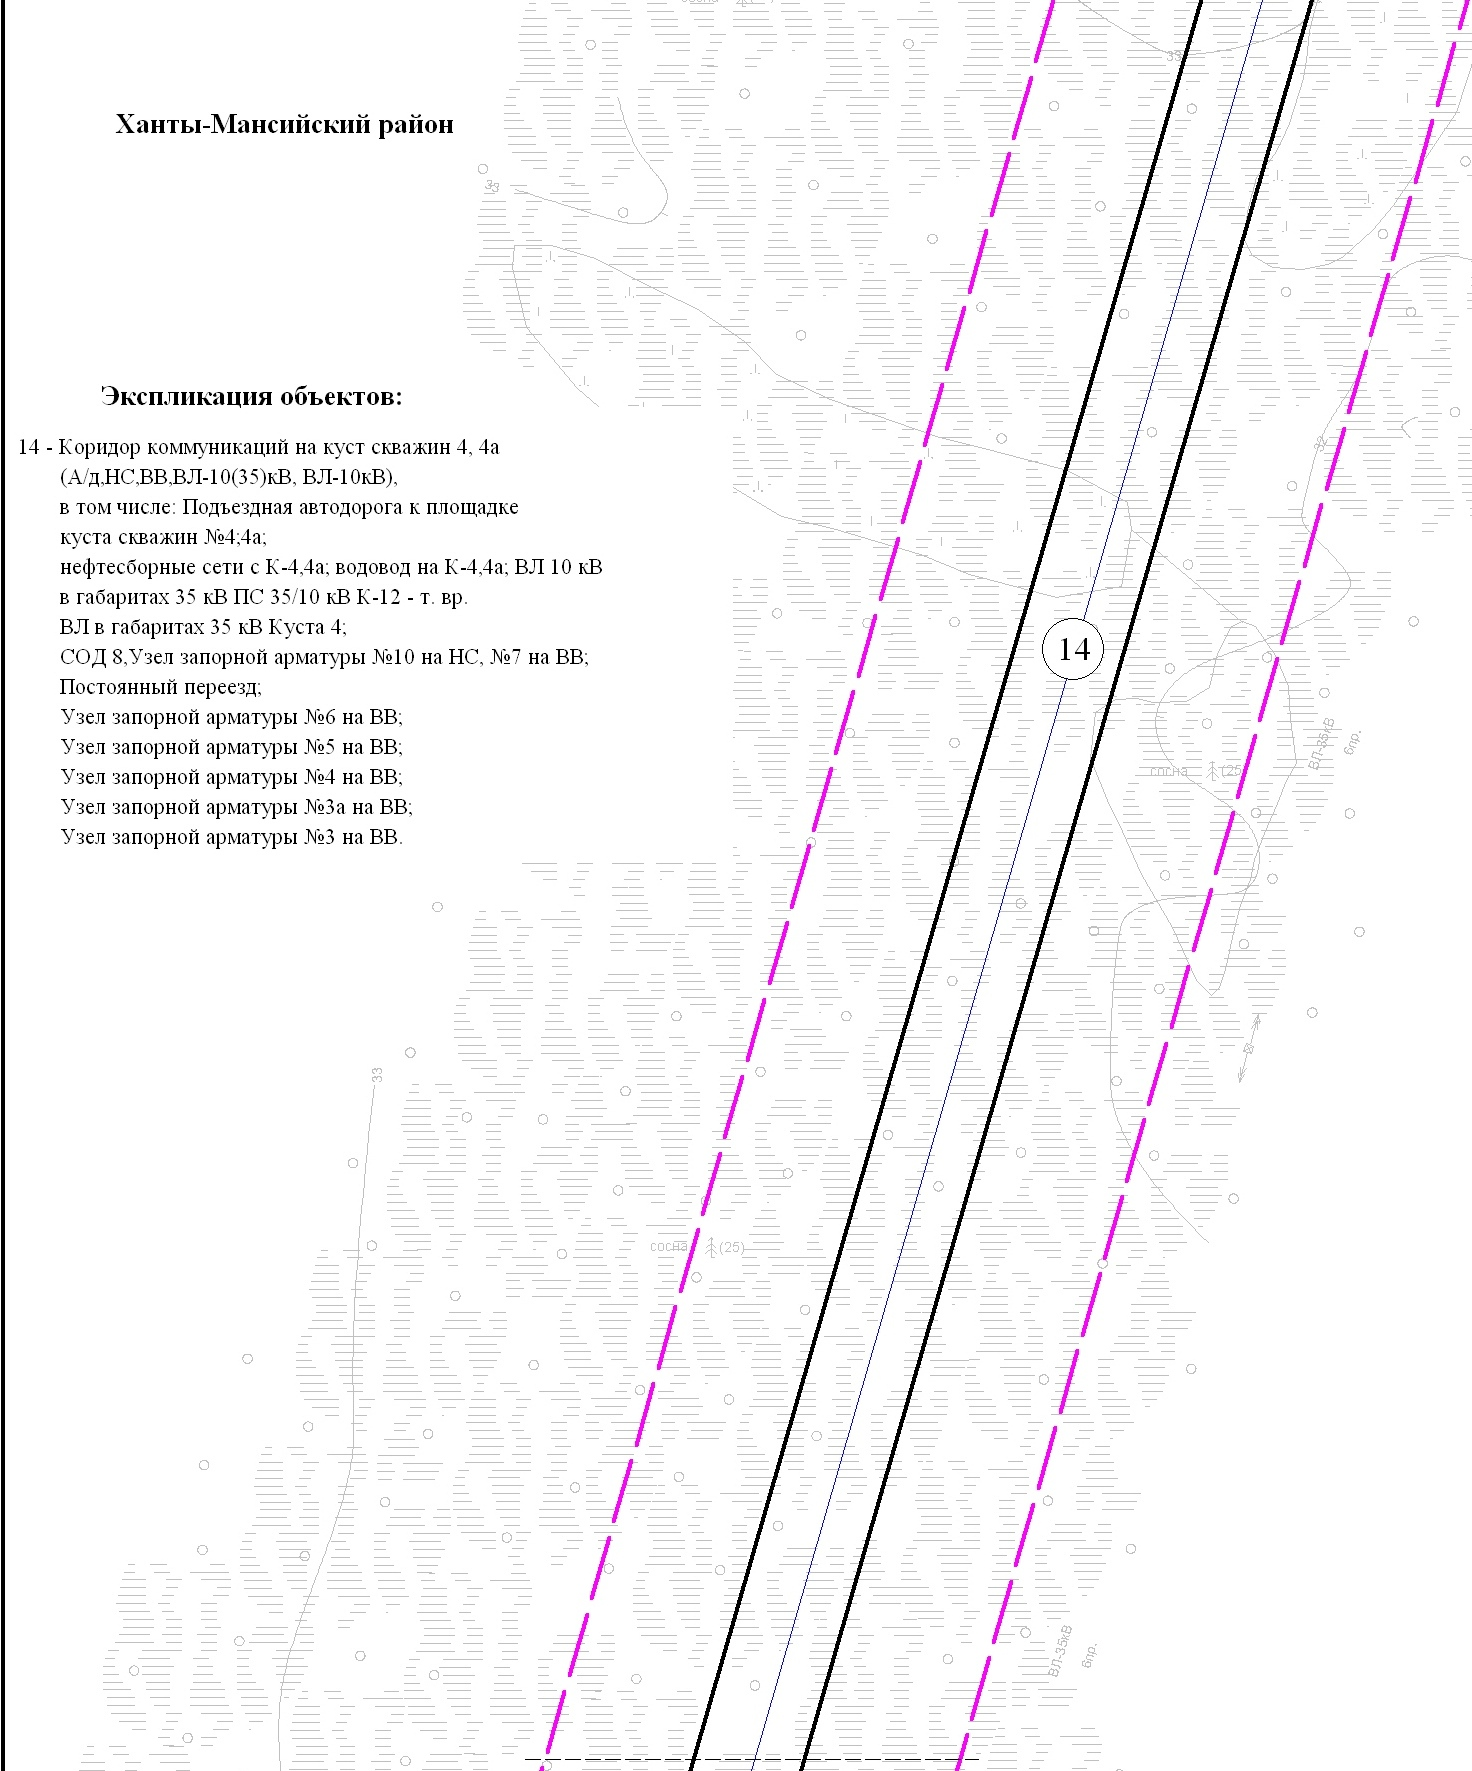 33
Ханты-Мансийский район
33
Экспликация объектов:
14 - Коридор коммуникаций на куст скважин 4, 4а
(А/д,НС,ВВ,ВЛ-10(35)кВ, ВЛ-10кВ),
в том числе: Подъездная автодорога к площадке
куста скважин №4;4а;
нефтесборные сети с К-4,4а; водовод на К-4,4а; ВЛ 10 кВ
в габаритах 35 кВ ПС 35/10 кВ К-12 - т. вр.
ВЛ в габаритах 35 кВ Куста 4;
СОД 8,Узел запорной арматуры №10 на НС, №7 на ВВ;
Постоянный переезд;
Узел запорной арматуры №6 на ВВ;
Узел запорной арматуры №5 на ВВ;
Узел запорной арматуры №4 на ВВ;
Узел запорной арматуры №3а на ВВ;
Узел запорной арматуры №3 на ВВ.
32
14
ВЛ-35кВ
6пр.
сосна (25)
33
сосна (25)
ВЛ-35кВ
6пр.